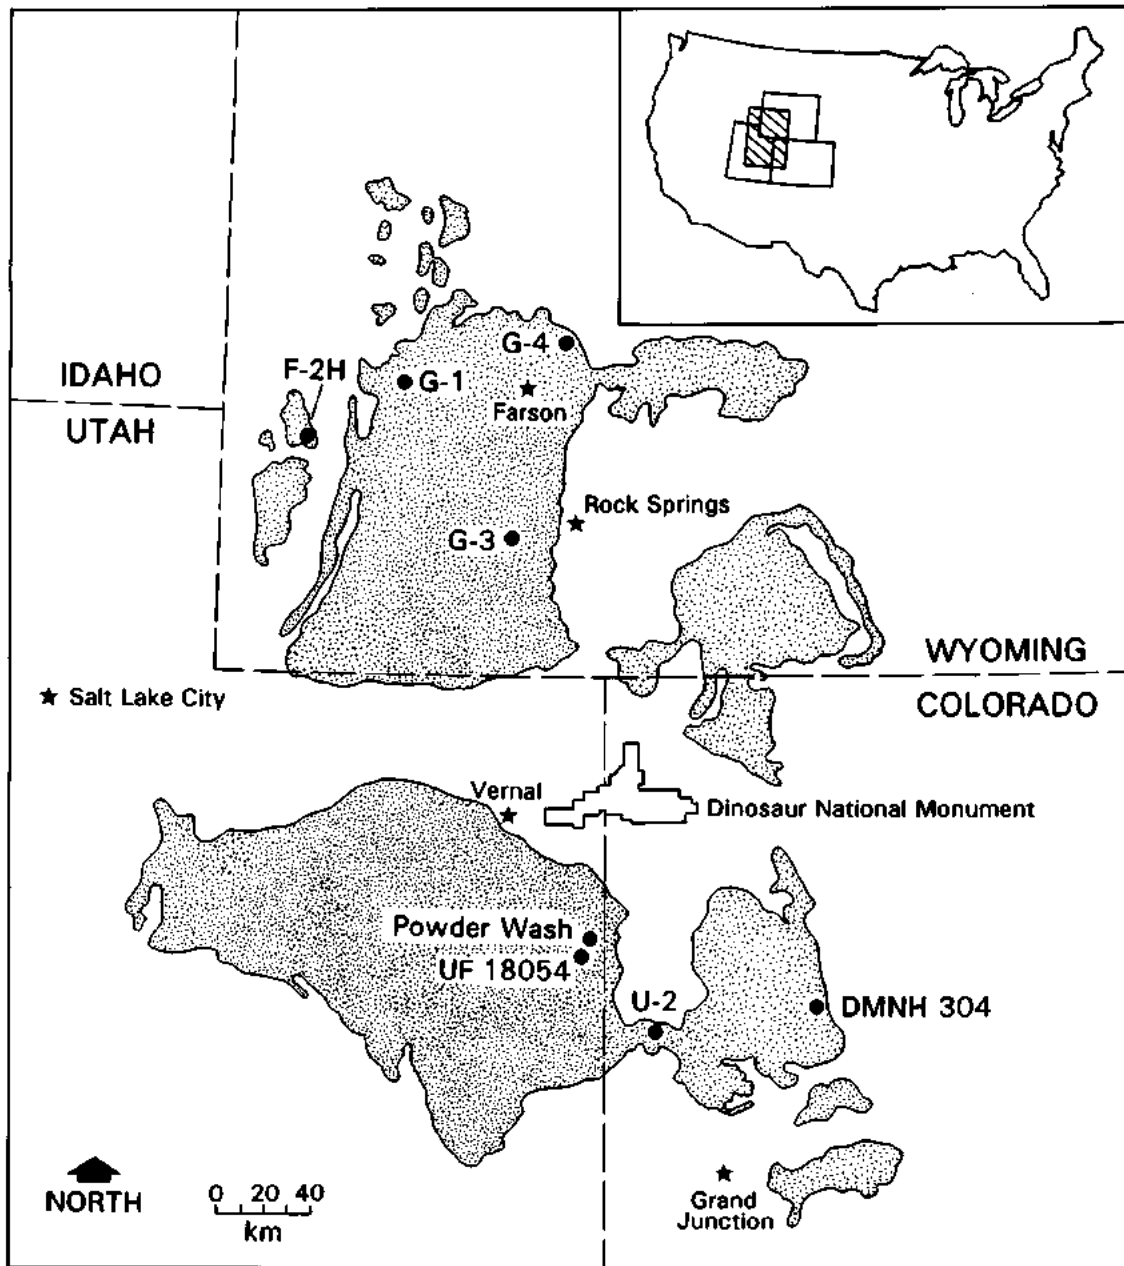 G-4
F-2H
G-1
IDAHO
UTAH
Farson
Rock Springs
G-3
WYOMING
COLORADO
Salt Lake City
Vernal
Dinosaur National Monument
Powder Wash
UF 18054
U-2
DMNH 304
NORTH
0 20 40
km
Grand
Junction